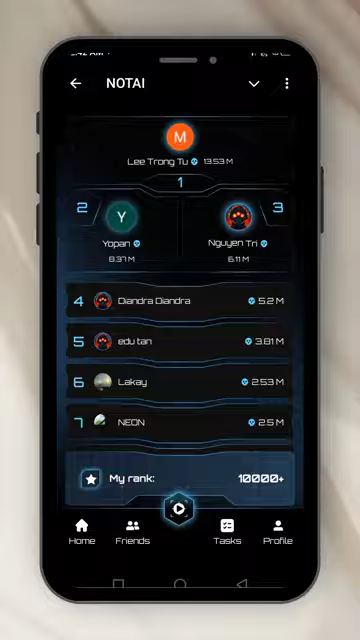 NOTAI
M
Lee Trong Tu 13.53 M
1
2
3
Y
Yopan
Nguyen Tri
8.37 M
6.11 M
4 Diandra Diandra 5.2 M
5 edu tan 3.81 M
6 Lakay 2.53 M
7 NEON 2.5 M
My rank: 10000+
Home
Friends
Tasks
Profile